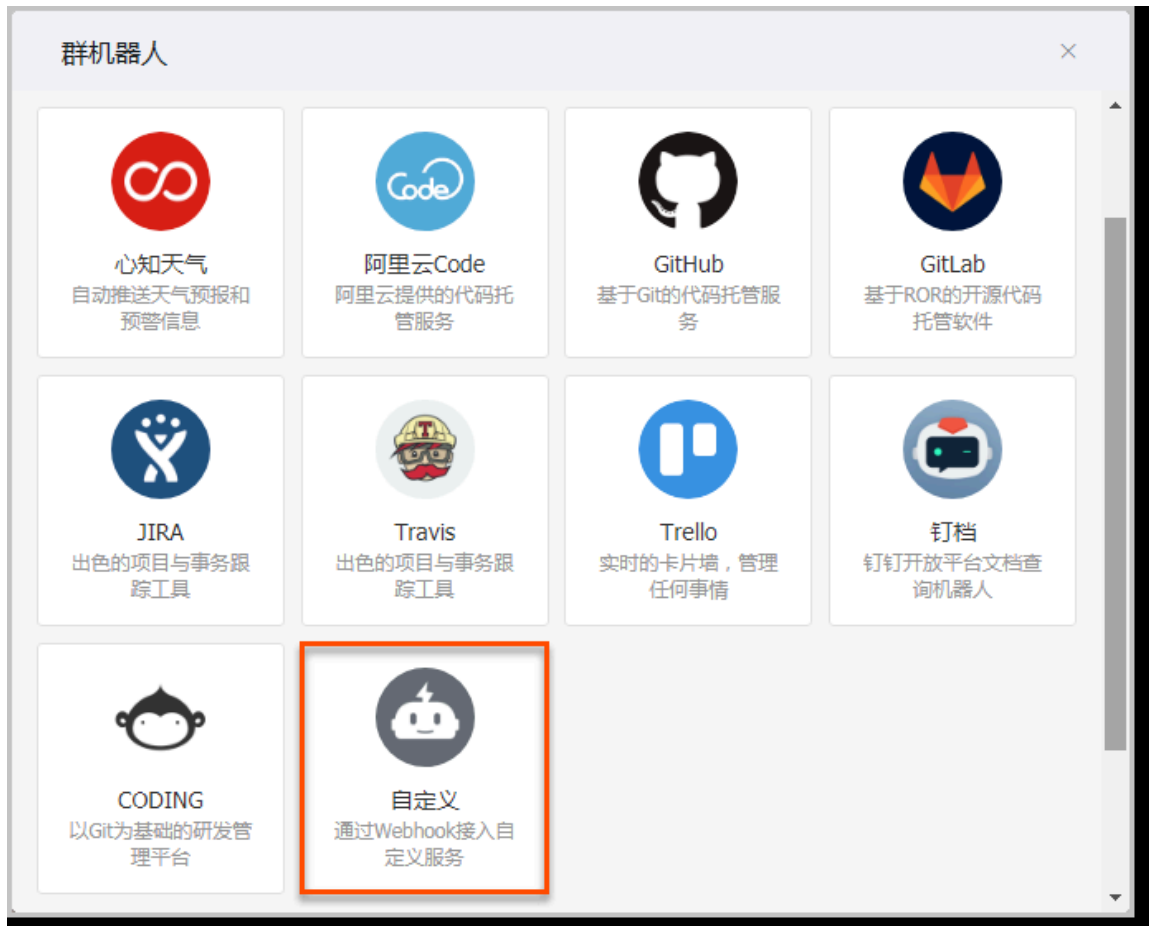 群机器人
心知天气
自动推送天气预报和
预警信息
阿里云Code
阿里云提供的代码托
管服务
GitHub
基于Git的代码托管服
务
GitLab
基于ROR的开源代码
托管软件
JIRA
出色的项目与事务跟
踪工具
Travis
出色的项目与事务跟
踪工具
Trello
实时的卡片墙，管理
任何事情
钉档
钉钉开放平台文档查
询机器人
CODING
以Git为基础的研发管
理平台
自定义
通过Webhook接入自
定义服务
Code
T